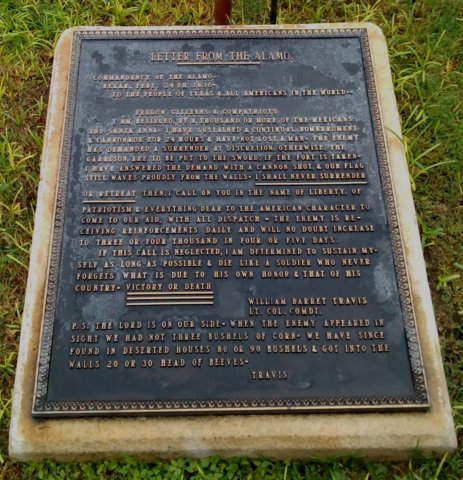 LETTER FROM THE ALAMO.
COMMANDANCY OF THE ALAMO-
BEXAR, FEBY. 24TH 1836-
TO THE PEOPLE OF TEXAS & ALL AMERICANS IN THE WORLD-
FELLOW CITIZENS & COMPATRIOTS
I AM BESIEGED, BY A THOUSAND OR MORE OF THE MEXICANS
AND SANTA ANNA- I HAVE SUSTAINED A CONTINUAL BOMBARDMENT
& CANNONADE FOR 24 HOURS & HAVE NOT LOST A MAN- THE ENEMY
HAS DEMANDED A SURRENDER AT DISCRETION, OTHERWISE, THE
GARRISON ARE TO BE PUT TO THE SWORD, IF THE FORT IS TAKEN-
I HAVE ANSWERED THE DEMAND WITH A CANNON SHOT & OUR FLAG
STILL WAVES PROUDLY FROM THE WALLS- I SHALL NEVER SURRENDER
OR RETREAT THEN, I CALL ON YOU IN THE NAME OF LIBERTY, OF
PATRIOTISM & EVERYTHING DEAR TO THE AMERICAN CHARACTER TO
COME TO OUR AID, WITH ALL DISPATCH - THE ENEMY IS RE-
CEIVING REINFORCEMENTS DAILY AND WILL NO DOUBT INCREASE
TO THREE OR FOUR THOUSAND IN FOUR OR FIVE DAYS.
IF THIS CALL IS NEGLECTED, I AM DETERMINED TO SUSTAIN MY-
SELF AS LONG AS POSSIBLE & DIE LIKE A SOLDIER WHO NEVER
FORGETS WHAT IS DUE TO HIS OWN HONOR & THAT OF HIS
COUNTRY- VICTORY OR DEATH
WILLIAM BARRET TRAVIS
LT. COL. COMDT.
P.S. THE LORD IS ON OUR SIDE- WHEN THE ENEMY APPEARED IN
SIGHT WE HAD NOT THREE BUSHELS OF CORN- WE HAVE SINCE
FOUND IN DESERTED HOUSES 80 OR 90 BUSHELS & GOT INTO THE
WALLS 20 OR 30 HEAD OF BEEVES-
TRAVIS